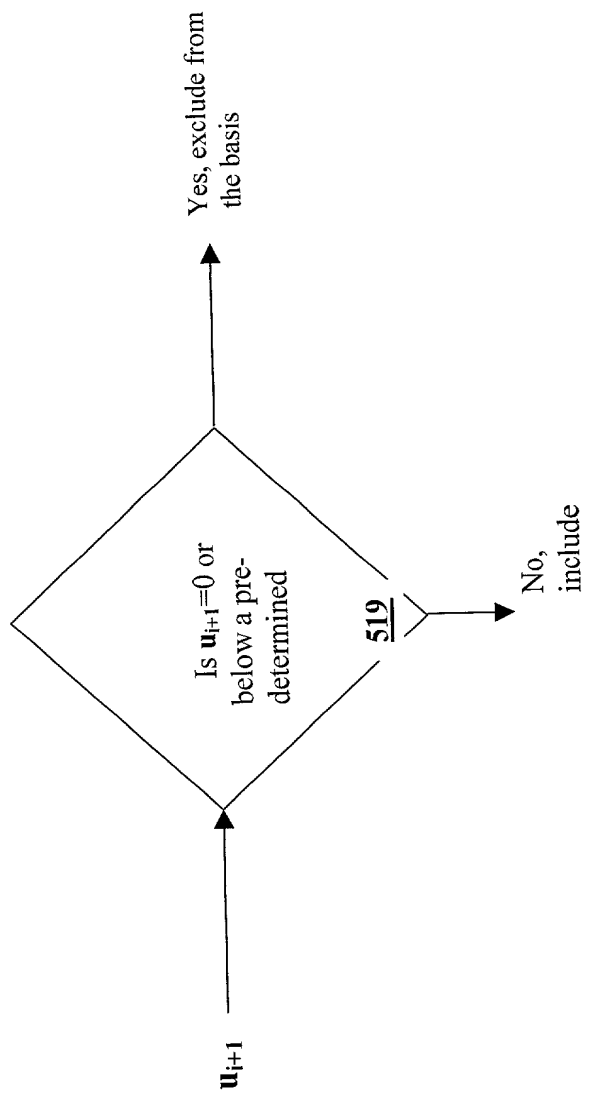 u_{i+1}
Is u_{i+1}=0 or
below a pre-
determined
519
Yes, exclude from
the basis
No,
include